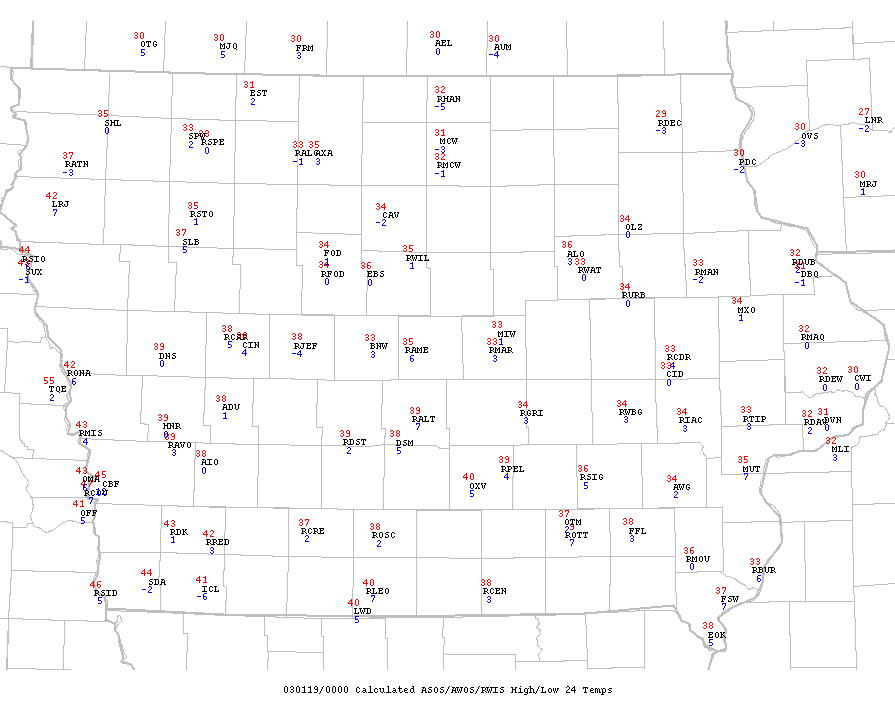 30 OTG 5
30 MJQ 5
30 FRM 3
30 AEL 0
30 AUM -4
31 EST 2
32 RHAN -5
35 SHL 0
33 SPW 2
RSPE 0
33 RALG -1
35 AXA 3
31 MCW -3
32 RMCW -1
29 RDEC -3
30 OVS -3
27 LNR -2
30 PDC -2
37 RATN -3
30 MRJ 1
42 LRJ 7
35 RSTO 1
34 CAV -2
34 OLZ 0
37 SLB 5
44 RSIO
SUX -1
34 FOD 1
RFOD 0
36 EBS 0
35 RWIL 1
36 ALO 3
33 RWAT 0
33 RMAN -2
32 RDUB
DBQ -1
34 RURB 0
34 MXO 1
38 RCAR 5
CIN 4
38 RJEF -4
33 BNW 3
35 RAME 6
33 MIW 1
33 RMAR 3
32 RMAQ 0
39 DNS 0
33 RCDR 4
33 CID 0
42 RONA 6
55 TQE 2
32 RDEW 0
30 CWI 0
38 ADU 1
39 HNR 0
39 RAVO 3
39 RALT 7
34 RGRI 3
34 RWBG 3
34 RIAC 3
33 RTIP 3
32 RDAV 2
31 DVN 0
43 RMIS 4
39 RDST 2
38 DSM 5
32 MLI 3
38 AIO 0
43 OMA
45 CBF
RCOU 7
40 OXV 5
39 RPEL 4
36 RSIG 5
34 AWG 2
35 MUT 7
41 OFF 5
43 RDK 1
42 RRED 3
37 RCRE 2
38 ROSC 2
37 OTM
ROTT 7
38 FFL 3
36 RMOU 0
33 RBUR 6
46 RSID 5
44 SDA -2
41 ICL -6
40 RLEO 7
40 LWD 5
38 RCEN 3
37 FSW 7
38 EOK 5
030119/0000 Calculated ASOS/AWOS/RWIS High/Low 24 Temps